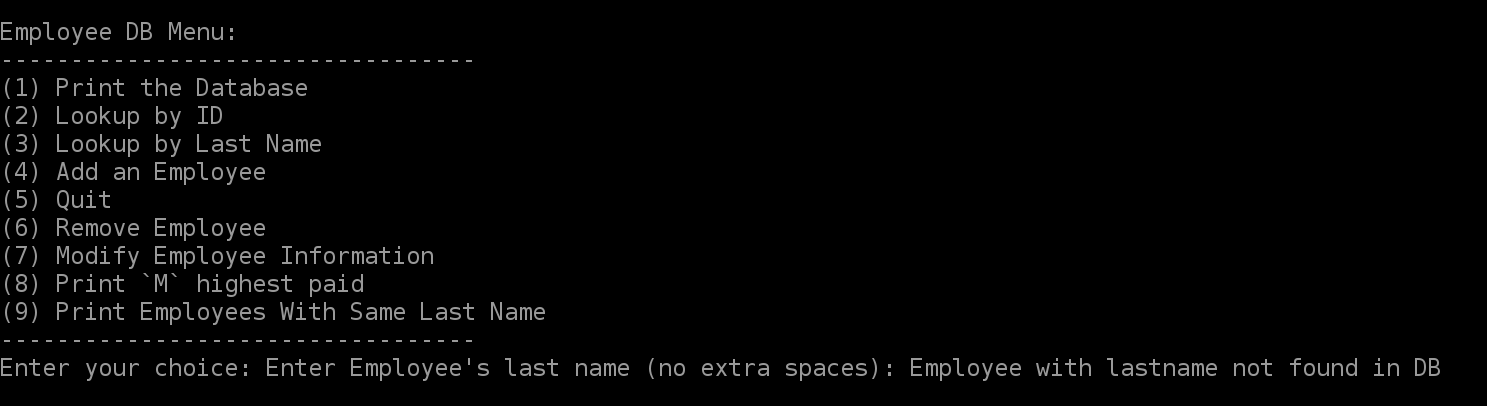 Employee DB Menu:
----------------------------------
(1) Print the Database
(2) Lookup by ID
(3) Lookup by Last Name
(4) Add an Employee
(5) Quit
(6) Remove Employee
(7) Modify Employee Information
(8) Print `M` highest paid
(9) Print Employees With Same Last Name
----------------------------------
Enter your choice: Enter Employee's last name (no extra spaces): Employee with lastname not found in DB